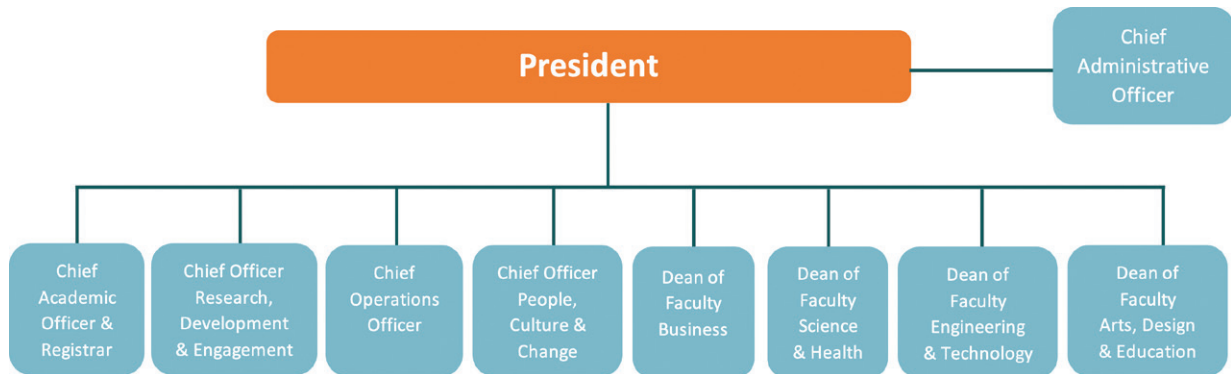 President
Chief
Administrative
Officer
Chief
Academic
Officer &
Registrar
Chief Officer
Research,
Development
& Engagement
Chief
Operations
Officer
Chief Officer
People,
Culture &
Change
Dean of
Faculty
Business
Dean of
Faculty
Science
& Health
Dean of
Faculty
Engineering
& Technology
Dean of
Faculty
Arts, Design
& Education